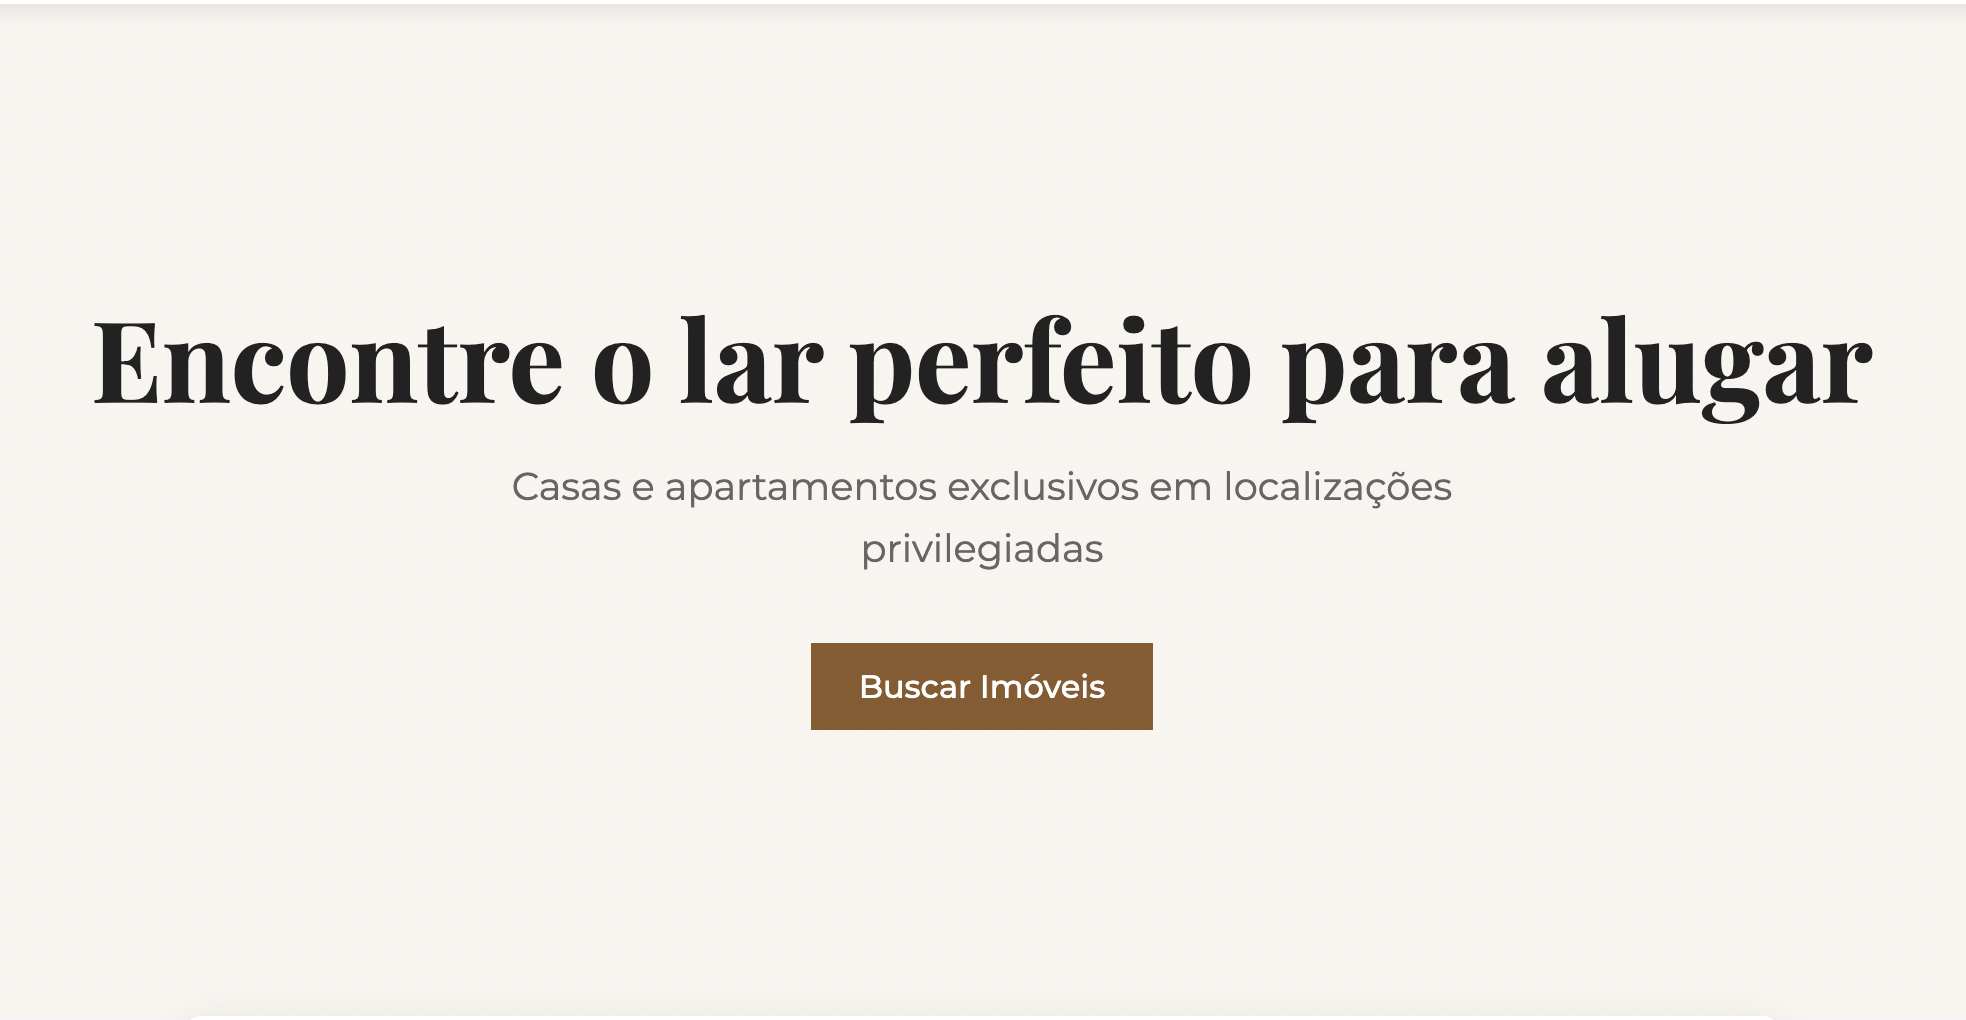 Encontre o lar perfeito para alugar
Casas e apartamentos exclusivos em localizações
privilegiadas
Buscar Imóveis